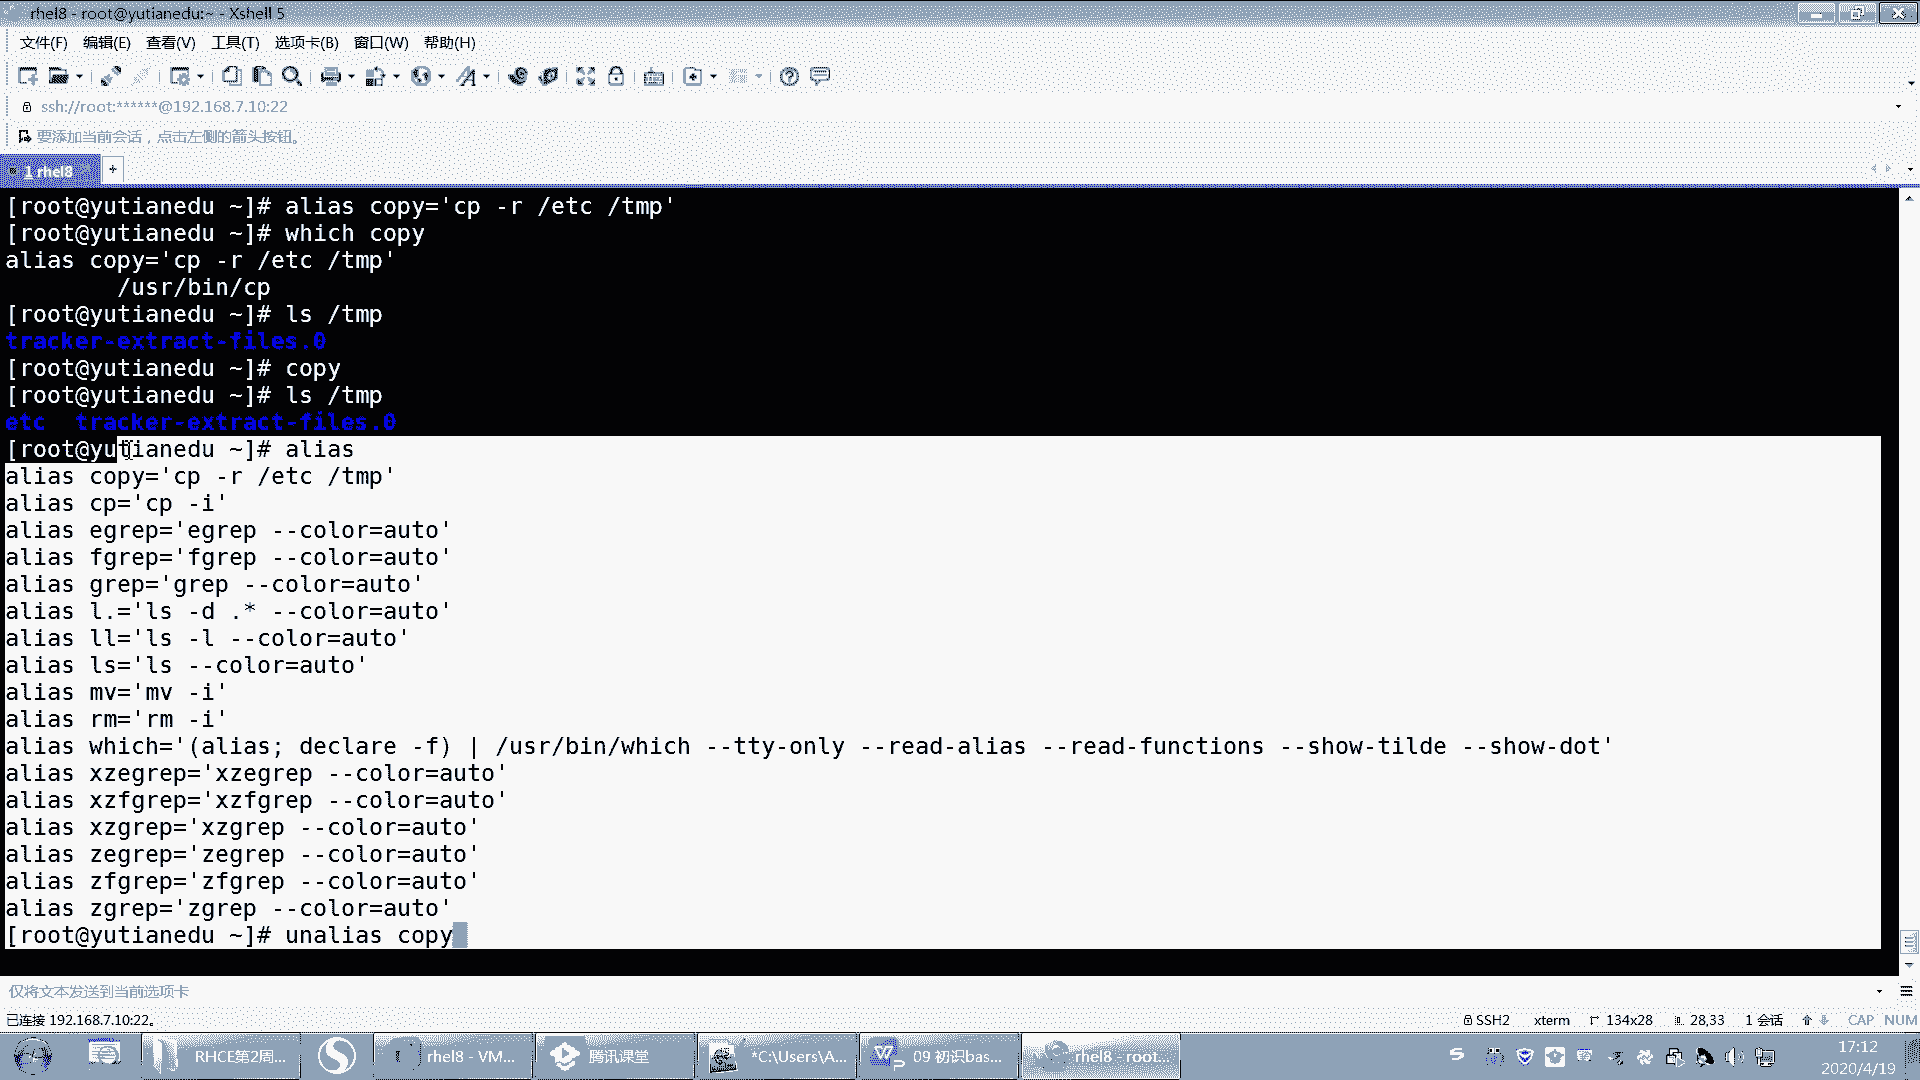 rhel8 - root@yutianedu:~ - Xshell 5
文件(F) 编辑(E) 查看(V) 工具(T) 选项卡(B) 窗口(W) 帮助(H)
ssh://root:******@192.168.7.10:22
要添加当前会话，点击左侧的箭头按钮。
1 rhel8
[root@yutianedu ~]# alias copy='cp -r /etc /tmp'
[root@yutianedu ~]# which copy
alias copy='cp -r /etc /tmp'
/usr/bin/cp
[root@yutianedu ~]# ls /tmp
tracker-extract-files.0
[root@yutianedu ~]# copy
[root@yutianedu ~]# ls /tmp
etc tracker-extract-files.0
[root@yutianedu ~]# alias
alias copy='cp -r /etc /tmp'
alias cp='cp -i'
alias egrep='egrep --color=auto'
alias fgrep='fgrep --color=auto'
alias grep='grep --color=auto'
alias l.='ls -d .* --color=auto'
alias ll='ls -l --color=auto'
alias ls='ls --color=auto'
alias mv='mv -i'
alias rm='rm -i'
alias which='(alias; declare -f) | /usr/bin/which --tty-only --read-alias --read-functions --show-tilde --show-dot'
alias xzegrep='xzegrep --color=auto'
alias xzfgrep='xzfgrep --color=auto'
alias xzgrep='xzgrep --color=auto'
alias zegrep='zegrep --color=auto'
alias zfgrep='zfgrep --color=auto'
alias zgrep='zgrep --color=auto'
[root@yutianedu ~]# unalias copy
仅将文本发送到当前选项卡
已连接 192.168.7.10:22。 SSH2 xterm 134x28 28,33 1 会话 CAP NUM
RHCE第2周... rhel8 - VM... 腾讯课堂 *C:\Users\A... 09 初识bas... rhel8 - root... 17:12
2020/4/19